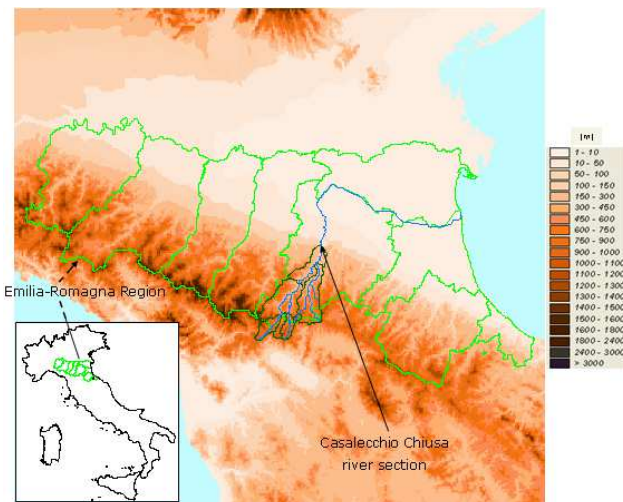 [m]
1 - 10
10 - 50
50 - 100
100 - 150
150 - 300
300 - 450
450 - 600
600 - 750
750 - 900
900 - 1000
1000 - 1100
1100 - 1200
1200 - 1300
1300 - 1400
1400 - 1500
1500 - 1600
1600 - 1800
1800 - 2400
2400 - 3000
> 3000
Emilia-Romagna Region
Casalecchio Chiusa
river section